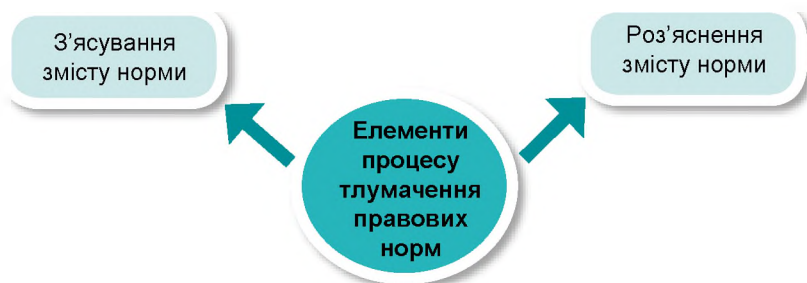 З’ясування
змісту норми
Роз’яснення
змісту норми
Елементи
процесу
тлумачення
правових
норм